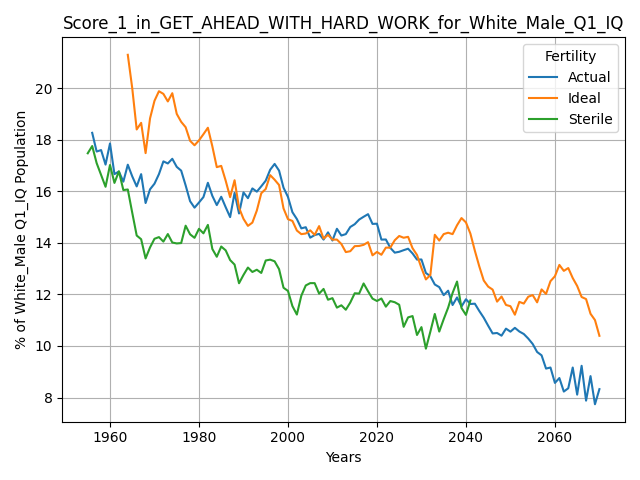 Score_1_in_GET_AHEAD_WITH_HARD_WORK_for_White_Male_Q1_IQ
Fertility
Actual
Ideal
Sterile
% of White_Male Q1_IQ Population
20
18
16
14
12
10
8
1960
1980
2000
2020
2040
2060
Years